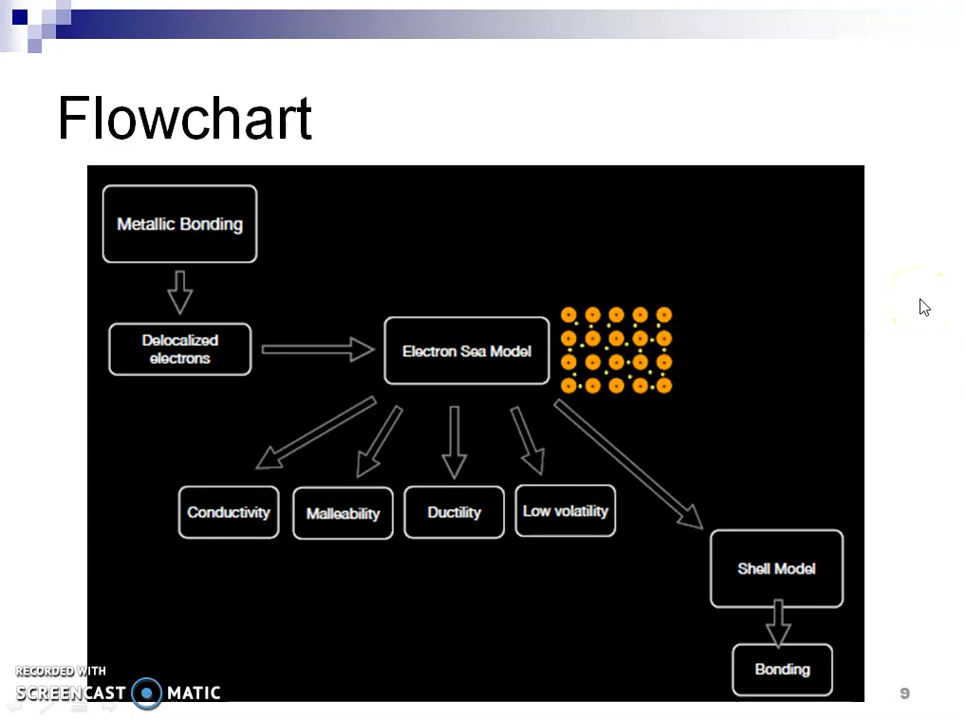 Flowchart
Metallic Bonding
Delocalized
electrons
Electron Sea Model
Conductivity
Malleability
Ductility
Low volatility
Shell Model
Bonding
RECORDED WITH
SCREENCAST MATIC
9